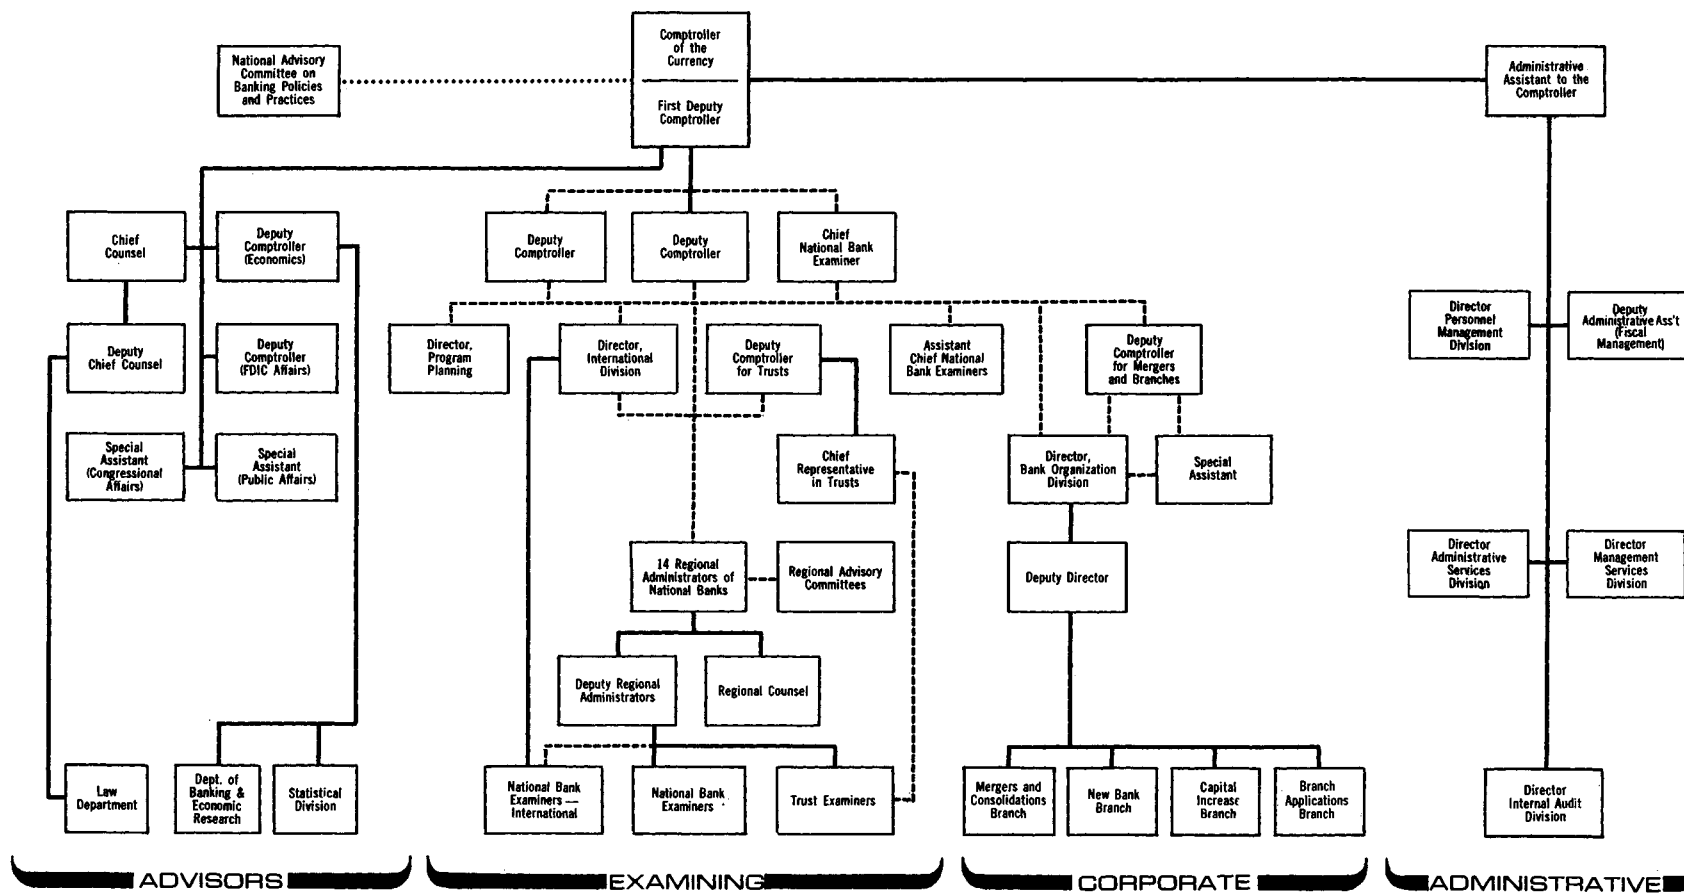 Comptroller
of the
Currency
First Deputy
Comptroller
National Advisory
Committee on
Banking Policies
and Practices
Administrative
Assistant to the
Comptroller
Chief
Counsel
Deputy
Comptroller
(Economics)
Deputy
Comptroller
Deputy
Comptroller
Chief
National Bank
Examiner
Deputy
Chief Counsel
Deputy
Comptroller
(FDIC Affairs)
Director,
Program
Planning
Director,
International
Division
Deputy
Comptroller
for Trusts
Assistant
Chief National
Bank Examiners
Deputy
Comptroller
for Mergers
and Branches
Director
Personnel
Management
Division
Deputy
Administrative Ass't
(Fiscal
Management)
Special
Assistant
(Congressional
Affairs)
Special
Assistant
(Public Affairs)
Chief
Representative
in Trusts
Director,
Bank Organization
Division
Special
Assistant
14 Regional
Administrators of
National Banks
Regional Advisory
Committees
Deputy Director
Director
Administrative
Services
Division
Director
Management
Services
Division
Deputy Regional
Administrators
Regional Counsel
Law
Department
Dept. of
Banking &
Economic
Research
Statistical
Division
National Bank
Examiners —
International
National Bank
Examiners
Trust Examiners
Mergers and
Consolidations
Branch
New Bank
Branch
Capital
Increase
Branch
Branch
Applications
Branch
Director
Internal Audit
Division
ADVISORS
EXAMINING
CORPORATE
ADMINISTRATIVE